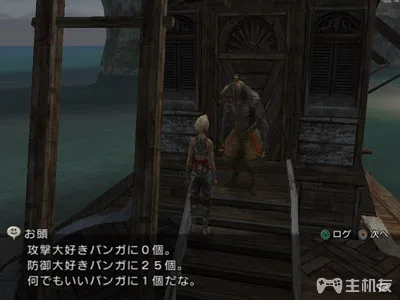 ログ 次へ
お頭
攻撃大好きバンガに0個。
防御大好きバンガに25個。
何でもいいバンガに1個だな。
主机友